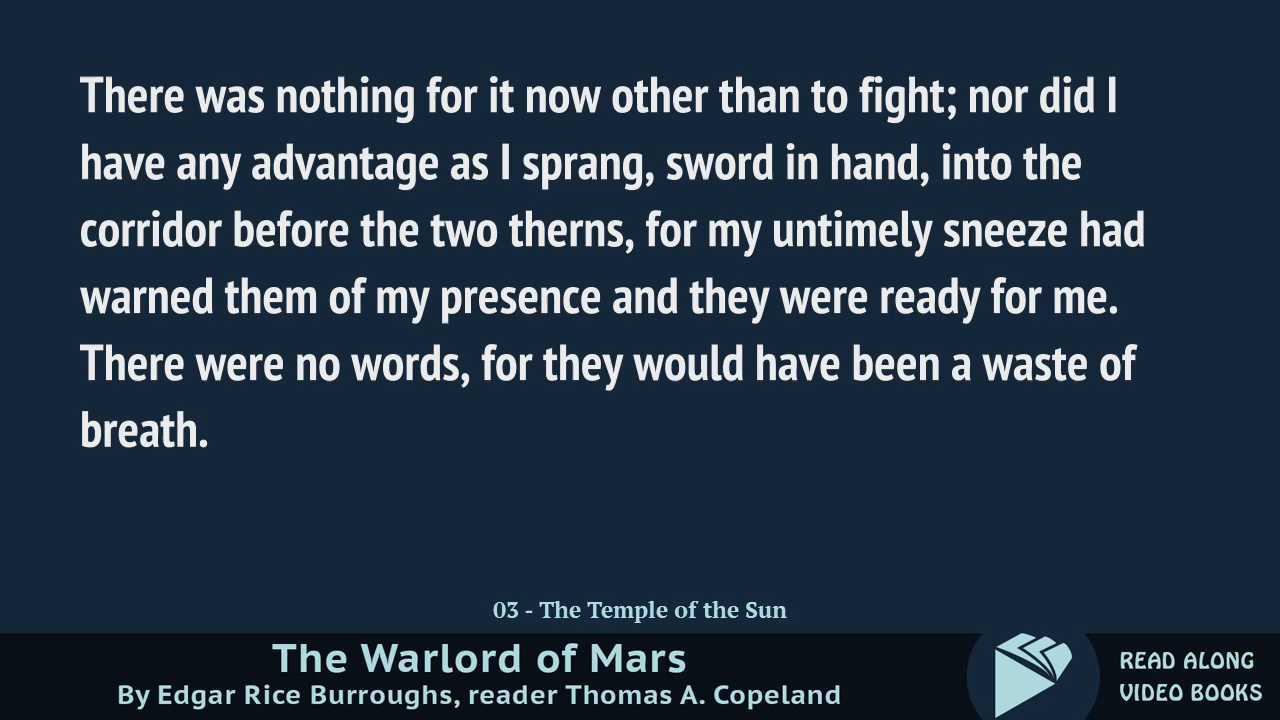 There was nothing for it now other than to fight; nor did I
have any advantage as I sprang, sword in hand, into the
corridor before the two therns, for my untimely sneeze had
warned them of my presence and they were ready for me.
There were no words, for they would have been a waste of
breath.
03 - The Temple of the Sun
The Warlord of Mars
By Edgar Rice Burroughs, reader Thomas A. Copeland
READ ALONG
VIDEO BOOKS